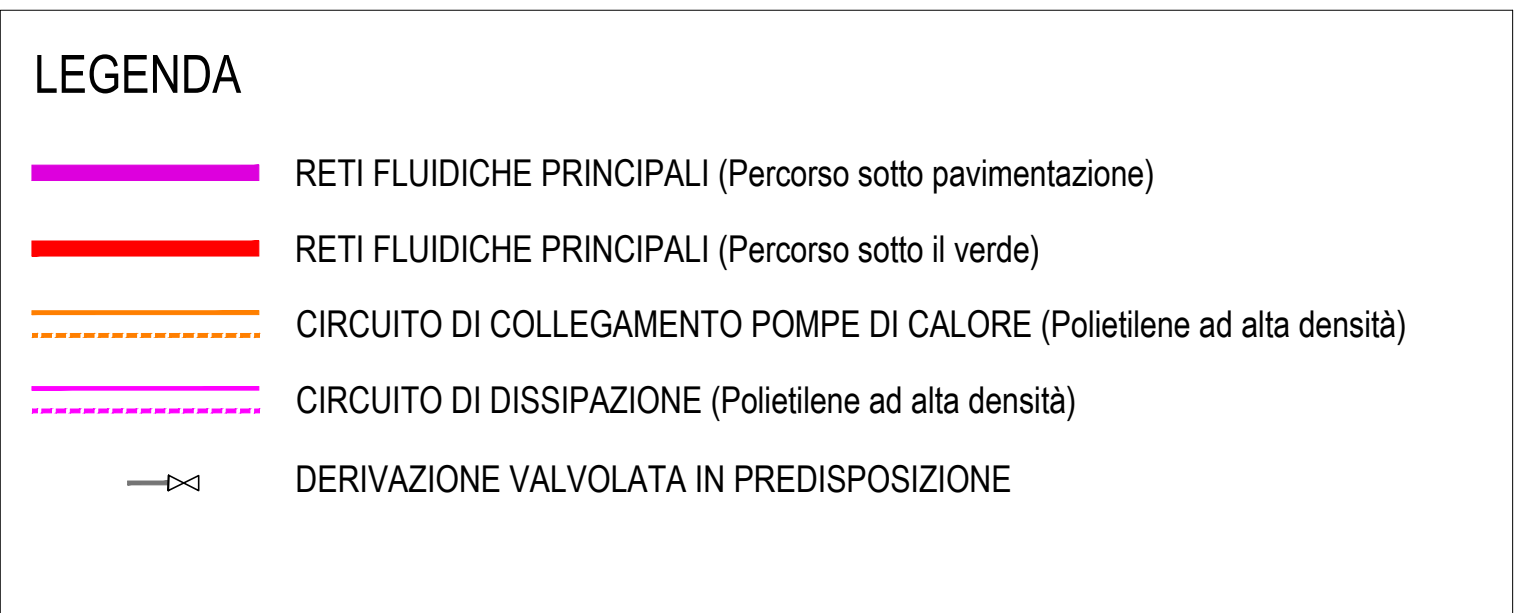 LEGENDA
RETI FLUIDICHE PRINCIPALI (Percorso sotto pavimentazione)
RETI FLUIDICHE PRINCIPALI (Percorso sotto il verde)
CIRCUITO DI COLLEGAMENTO POMPE DI CALORE (Polietilene ad alta densità)
CIRCUITO DI DISSIPAZIONE (Polietilene ad alta densità)
DERIVAZIONE VALVOLATA IN PREDISPOSIZIONE